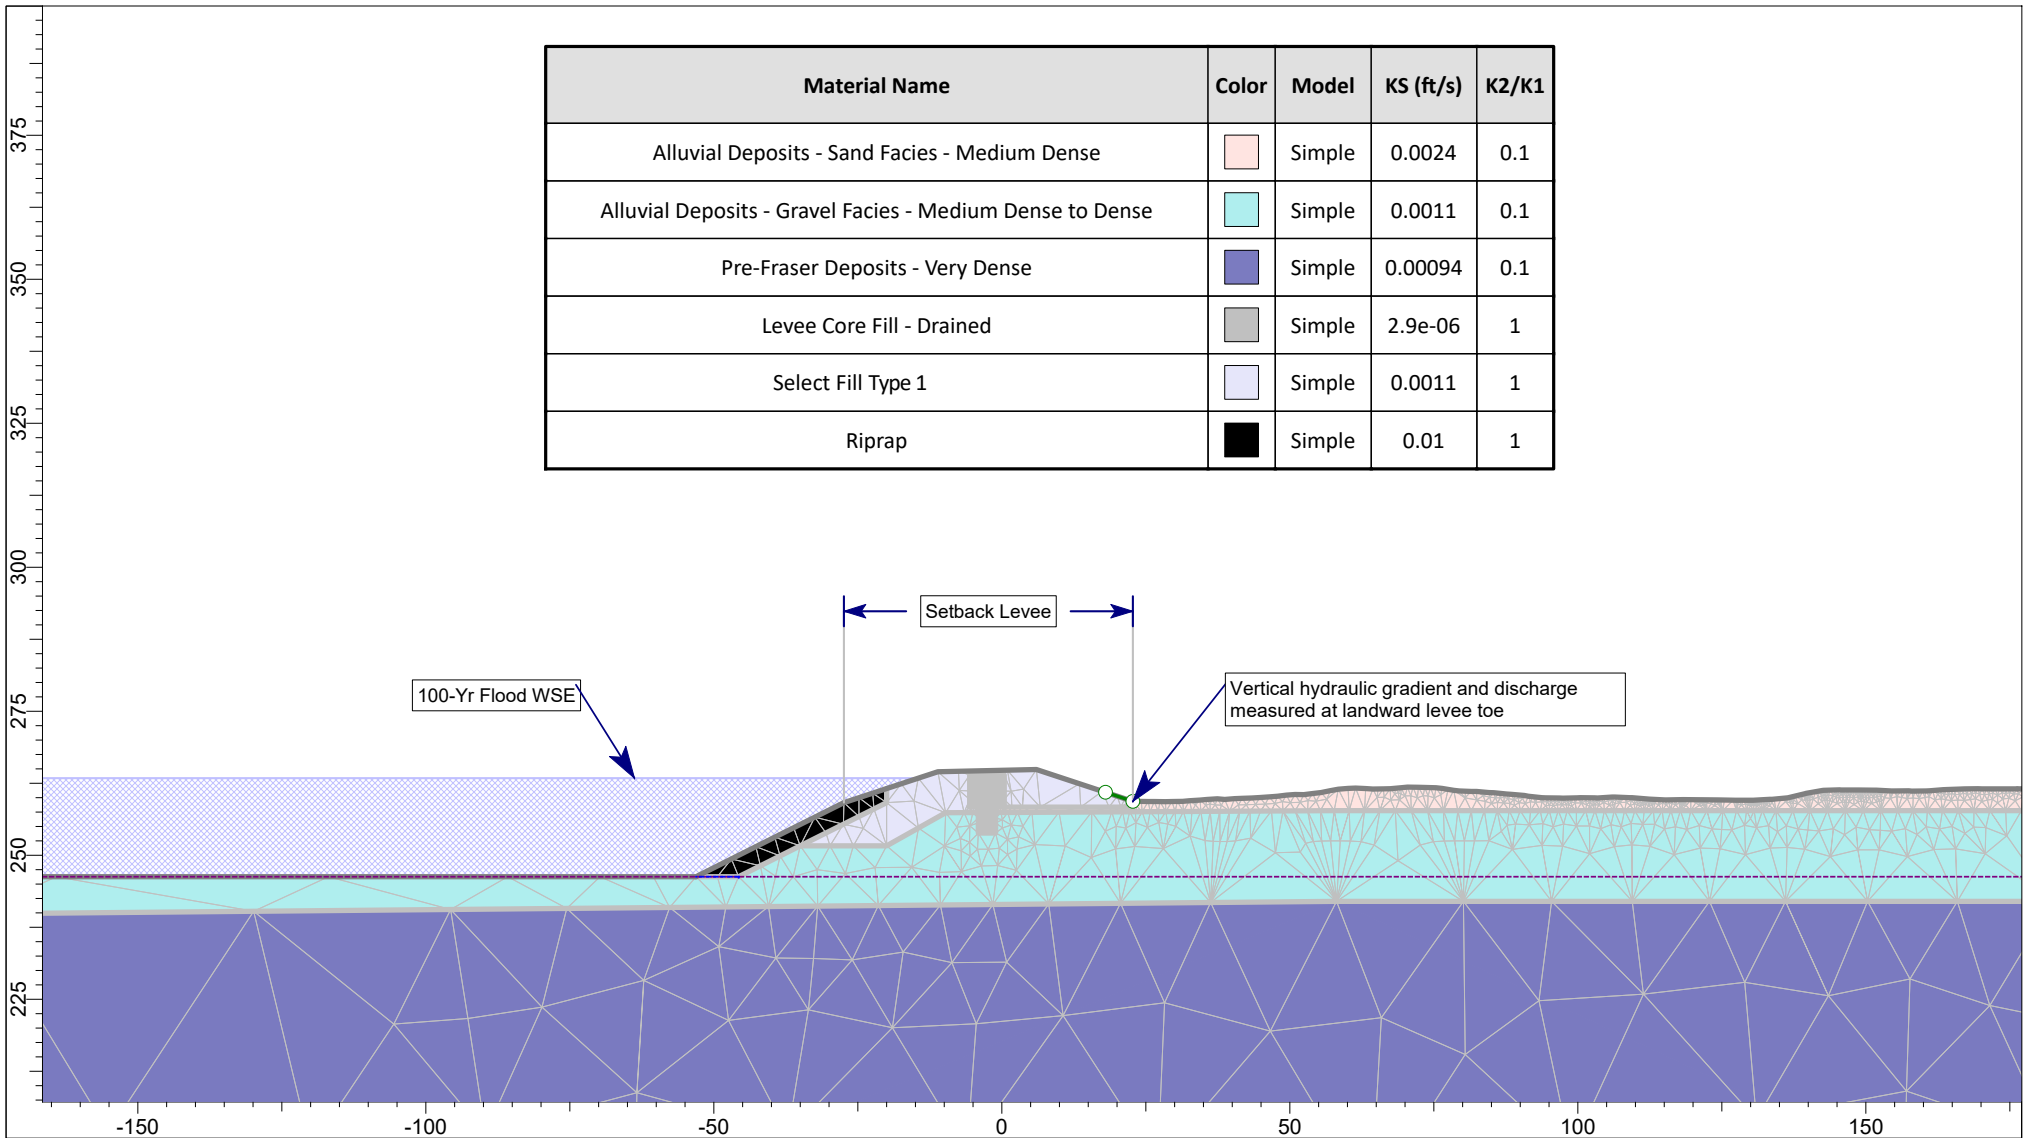 Material Name Color Model KS (ft/s) K2/K1
Alluvial Deposits - Sand Facies - Medium Dense Simple 0.0024 0.1
Alluvial Deposits - Gravel Facies - Medium Dense to Dense Simple 0.0011 0.1
Pre-Fraser Deposits - Very Dense Simple 0.00094 0.1
Levee Core Fill - Drained Simple 2.9e-06 1
Select Fill Type 1 Simple 0.0011 1
Riprap Simple 0.01 1
375
350
325
300
275
250
225
Setback Levee
100-Yr Flood WSE
Vertical hydraulic gradient and discharge
measured at landward levee toe
-150 -100 -50 0 50 100 150